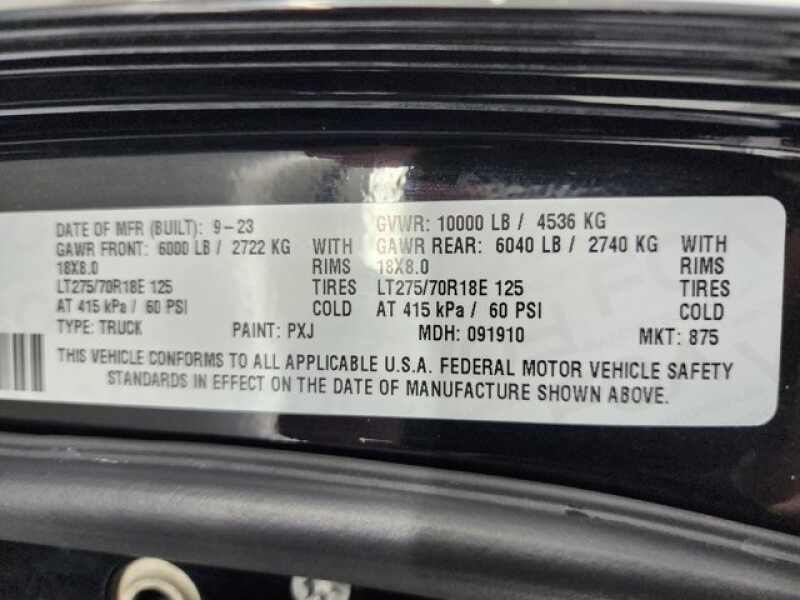 DATE OF MFR (BUILT): 9-23 GVWR: 10000 LB / 4536 KG
GAWR FRONT: 6000 LB / 2722 KG WITH GAWR REAR: 6040 LB / 2740 KG WITH
18X8.0 RIMS 18X8.0 RIMS
LT275/70R18E 125 TIRES LT275/70R18E 125 TIRES
AT 415 kPa / 60 PSI COLD AT 415 kPa / 60 PSI COLD
TYPE: TRUCK PAINT: PXJ MDH: 091910 MKT: 875
THIS VEHICLE CONFORMS TO ALL APPLICABLE U.S.A. FEDERAL MOTOR VEHICLE SAFETY
STANDARDS IN EFFECT ON THE DATE OF MANUFACTURE SHOWN ABOVE.